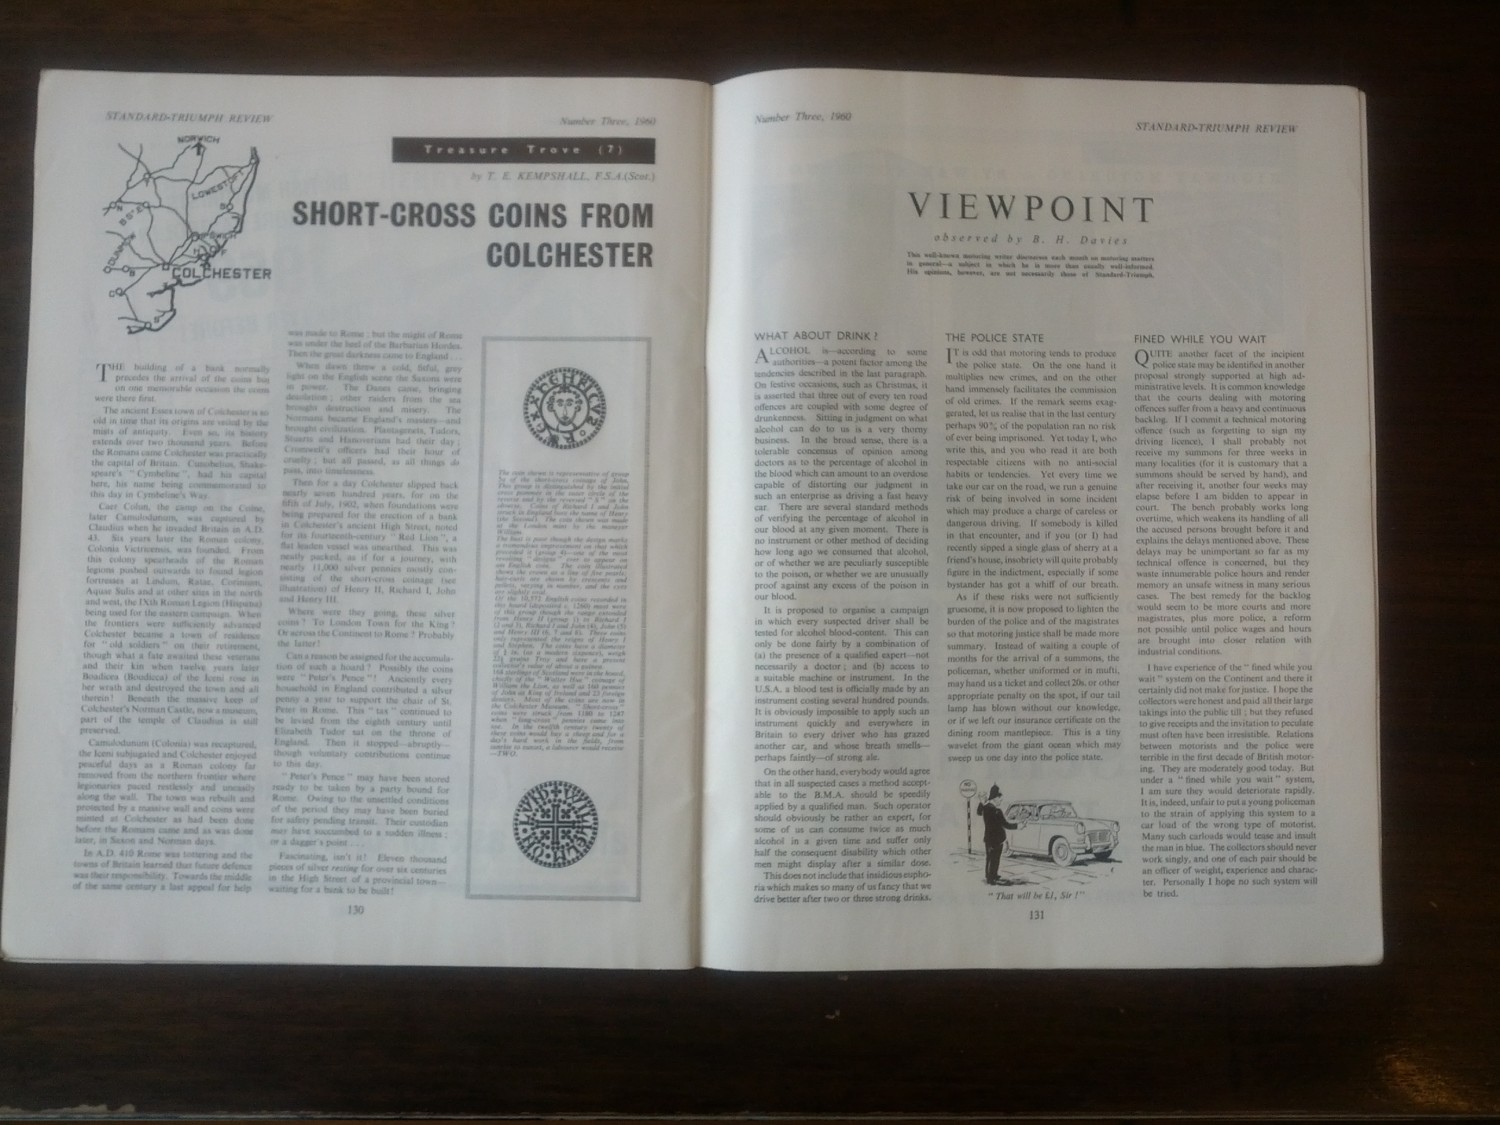 STANDARD-TRIUMPH REVIEW
Number Three, 1960
NORWICH
LOWESTOFT
COLCHESTER
Treasure Trove (7)
by T. E. KEMPSHALL, F.S.A.(Scot.)
SHORT-CROSS COINS FROM
COLCHESTER
THE building of a bank normally
precedes the arrival of the coins but
on one memorable occasion the coins
were there first.
The ancient Essex town of Colchester is so
old in time that its origins are veiled by the
mists of antiquity. Even so, its history
extends over two thousand years. Before
the Romans came Colchester was practically
the capital of Britain. Cunobelius, Shake-
speare's "Cymbeline", had his capital
here, his name being commemorated to
this day in Cymbeline's Way.
Caer Colun, the camp on the Colne,
later Camulodunum, was captured by
Claudius when he invaded Britain in A.D.
43. Six years later the Roman colony,
Colonia Victricensis, was founded. From
this colony spearheads of the Roman
legions pushed outwards to found legion
fortresses at Lindum, Ratae, Corinium,
Aquae Sulis and at other sites in the north
and west, the IXth Roman Legion (Hispana)
being used for the eastern campaign. When
the frontiers were sufficiently advanced
Colchester became a town of residence
for "old soldiers" on their retirement,
though what a fate awaited these veterans
and their kin when twelve years later
Boudicea (Boudicca) of the Iceni rose in
her wrath and destroyed the town and all
therein! Beneath the massive keep of
Colchester's Norman Castle, now a museum,
part of the temple of Claudius is still
preserved.
Camulodunum (Colonia) was recaptured,
the Iceni subjugated and Colchester enjoyed
peaceful days as a Roman colony far
removed from the northern frontier where
legionaries paced restlessly and uneasily
along the wall. The town was rebuilt and
protected by a massive wall and coins were
minted at Colchester as had been done
before the Romans came and as was done
later, in Saxon and Norman days.
In A.D. 410 Rome was tottering and the
towns of Britain learned that future defence
was their responsibility. Towards the middle
of the same century a last appeal for help
was made to Rome; but the might of Rome
was under the heel of the Barbarian Hordes.
Then the great darkness came to England . . .
When dawn threw a cold, fitful, grey
light on the English scene the Saxons were
in power. The Danes came, bringing
desolation; other raiders from the sea
brought destruction and misery. The
Normans became England's masters—and
brought civilization. Plantagenets, Tudors,
Stuarts and Hanoverians had their day;
Cromwell's officers had their hour of
cruelty; but all passed, as all things do
pass, into timelessness.
Then for a day Colchester slipped back
nearly seven hundred years, for on the
fifth of July, 1902, when foundations were
being prepared for the erection of a bank
in Colchester's ancient High Street, noted
for its fourteenth-century "Red Lion", a
flat leaden vessel was unearthed. This was
neatly packed, as if for a journey, with
nearly 11,000 silver pennies mostly con-
sisting of the short-cross coinage (see
illustration) of Henry II, Richard I, John
and Henry III.
Where were they going, these silver
coins? To London Town for the King?
Or across the Continent to Rome? Probably
the latter!
Can a reason be assigned for the accumula-
tion of such a hoard? Possibly the coins
were "Peter's Pence"! Anciently every
household in England contributed a silver
penny a year to support the chair of St.
Peter in Rome. This "tax" continued to
be levied from the eighth century until
Elizabeth Tudor sat on the throne of
England. Then it stopped—abruptly—
though voluntary contributions continue
to this day.
"Peter's Pence" may have been stored
ready to be taken by a party bound for
Rome. Owing to the unsettled conditions
of the period they may have been buried
for safety pending transit. Their custodian
may have succumbed to a sudden illness;
or a dagger's point . . . .
Fascinating, isn't it? Eleven thousand
pieces of silver resting for over six centuries
in the High Street of a provincial town—
waiting for a bank to be built!
The coin shown is representative of group
William.
—TWO.
130
Number Three, 1960
STANDARD-TRIUMPH REVIEW
VIEWPOINT
observed by B. H. Davies
This well-known motoring writer discusses each month on motoring matters
in general—a subject in which he is more than usually well-informed.
His opinions, however, are not necessarily those of Standard-Triumph.
WHAT ABOUT DRINK?
ALCOHOL is—according to some
authorities—a potent factor among the
tendencies described in the last paragraph.
On festive occasions, such as Christmas, it
is asserted that three out of every ten road
offences are coupled with some degree of
drunkenness. Sitting in judgment on what
alcohol can do to us is a very thorny
business. In the broad sense, there is a
tolerable concensus of opinion among
doctors as to the percentage of alcohol in
the blood which can amount to an overdose
capable of distorting our judgment in
such an enterprise as driving a fast heavy
car. There are several standard methods
of verifying the percentage of alcohol in
our blood at any given moment. There is
no instrument or other method of deciding
how long ago we consumed that alcohol,
or of whether we are peculiarly susceptible
to the poison, or whether we are unusually
proof against any excess of the poison in
our blood.
It is proposed to organise a campaign
in which every suspected driver shall be
tested for alcohol blood-content. This can
only be done fairly by a combination of
(a) the presence of a qualified expert—not
necessarily a doctor; and (b) access to
a suitable machine or instrument. In the
U.S.A. a blood test is officially made by an
instrument costing several hundred pounds.
It is obviously impossible to apply such an
instrument quickly and everywhere in
Britain to every driver who has grazed
another car, and whose breath smells—
perhaps faintly—of strong ale.
On the other hand, everybody would agree
that in all suspected cases a method accept-
able to the B.M.A. should be speedily
applied by a qualified man. Such operator
should obviously be rather an expert, for
some of us can consume twice as much
alcohol in a given time and suffer only
half the consequent disability which other
men might display after a similar dose.
This does not include that insidious eupho-
ria which makes so many of us fancy that we
drive better after two or three strong drinks.
THE POLICE STATE
IT is odd that motoring tends to produce
the police state. On the one hand it
multiplies new crimes, and on the other
hand immensely facilitates the commission
of old crimes. If the remark seems exag-
gerated, let us realise that in the last century
perhaps 90% of the population ran no risk
of ever being imprisoned. Yet today I, who
write this, and you who read it are both
respectable citizens with no anti-social
habits or tendencies. Yet every time we
take our car on the road, we run a genuine
risk of being involved in some incident
which may produce a charge of careless or
dangerous driving. If somebody is killed
in that encounter, and if you (or I) had
recently sipped a single glass of sherry at a
friend's house, insobriety will quite probably
figure in the indictment, especially if some
bystander has got a whiff of our breath.
As if these risks were not sufficiently
gruesome, it is now proposed to lighten the
burden of the police and of the magistrates
so that motoring justice shall be made more
summary. Instead of waiting a couple of
months for the arrival of a summons, the
policeman, whether uniformed or in mufti,
may hand us a ticket and collect 20s. or other
appropriate penalty on the spot, if our tail
lamp has blown without our knowledge,
or if we left our insurance certificate on the
dining room mantlepiece. This is a tiny
wavelet from the giant ocean which may
sweep us one day into the police state.
"That will be £1, Sir!"
FINED WHILE YOU WAIT
QUITE another facet of the incipient
police state may be identified in another
proposal strongly supported at high ad-
ministrative levels. It is common knowledge
that the courts dealing with motoring
offences suffer from a heavy and continuous
backlog. If I commit a technical motoring
offence (such as forgetting to sign my
driving licence), I shall probably not
receive my summons for three weeks in
many localities (for it is customary that a
summons should be served by hand), and
after receiving it, another four weeks may
elapse before I am bidden to appear in
court. The bench probably works long
overtime, which weakens its handling of all
the accused persons brought before it and
explains the delays mentioned above. These
delays may be unimportant so far as my
technical offence is concerned, but they
waste innumerable police hours and render
memory an unsafe witness in many serious
cases. The best remedy for the backlog
would seem to be more courts and more
magistrates, plus more police, a reform
not possible until police wages and hours
are brought into closer relation with
industrial conditions.
I have experience of the "fined while you
wait" system on the Continent and there it
certainly did not make for justice. I hope the
collectors were honest and paid all their large
takings into the public till; but they refused
to give receipts and the invitation to peculate
must often have been irresistible. Relations
between motorists and the police were
terrible in the first decade of British motor-
ing. They are moderately good today. But
under a "fined while you wait" system,
I am sure they would deteriorate rapidly.
It is, indeed, unfair to put a young policeman
to the strain of applying this system to a
car load of the wrong type of motorist.
Many such carloads would tease and insult
the man in blue. The collectors should never
work singly, and one of each pair should be
an officer of weight, experience and charac-
ter. Personally I hope no such system will
be tried.
131